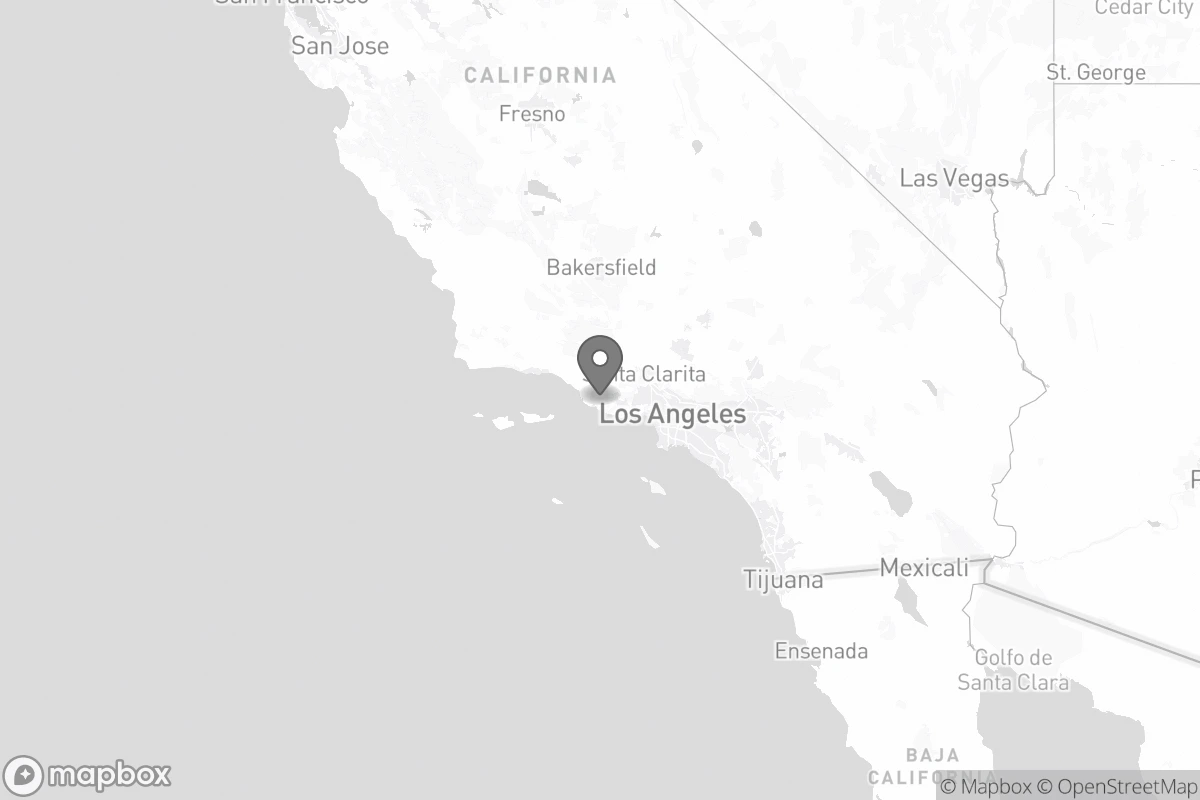 San Francisco
Cedar City
San Jose
CALIFORNIA
St. George
Fresno
Las Vegas
Bakersfield
Santa Clarita
Los Angeles
P
Mexicali
Tijuana
Ensenada
Golfo de
Santa Clara
BAJA
CALIFORNIA
mapbox
© Mapbox © OpenStreetMap